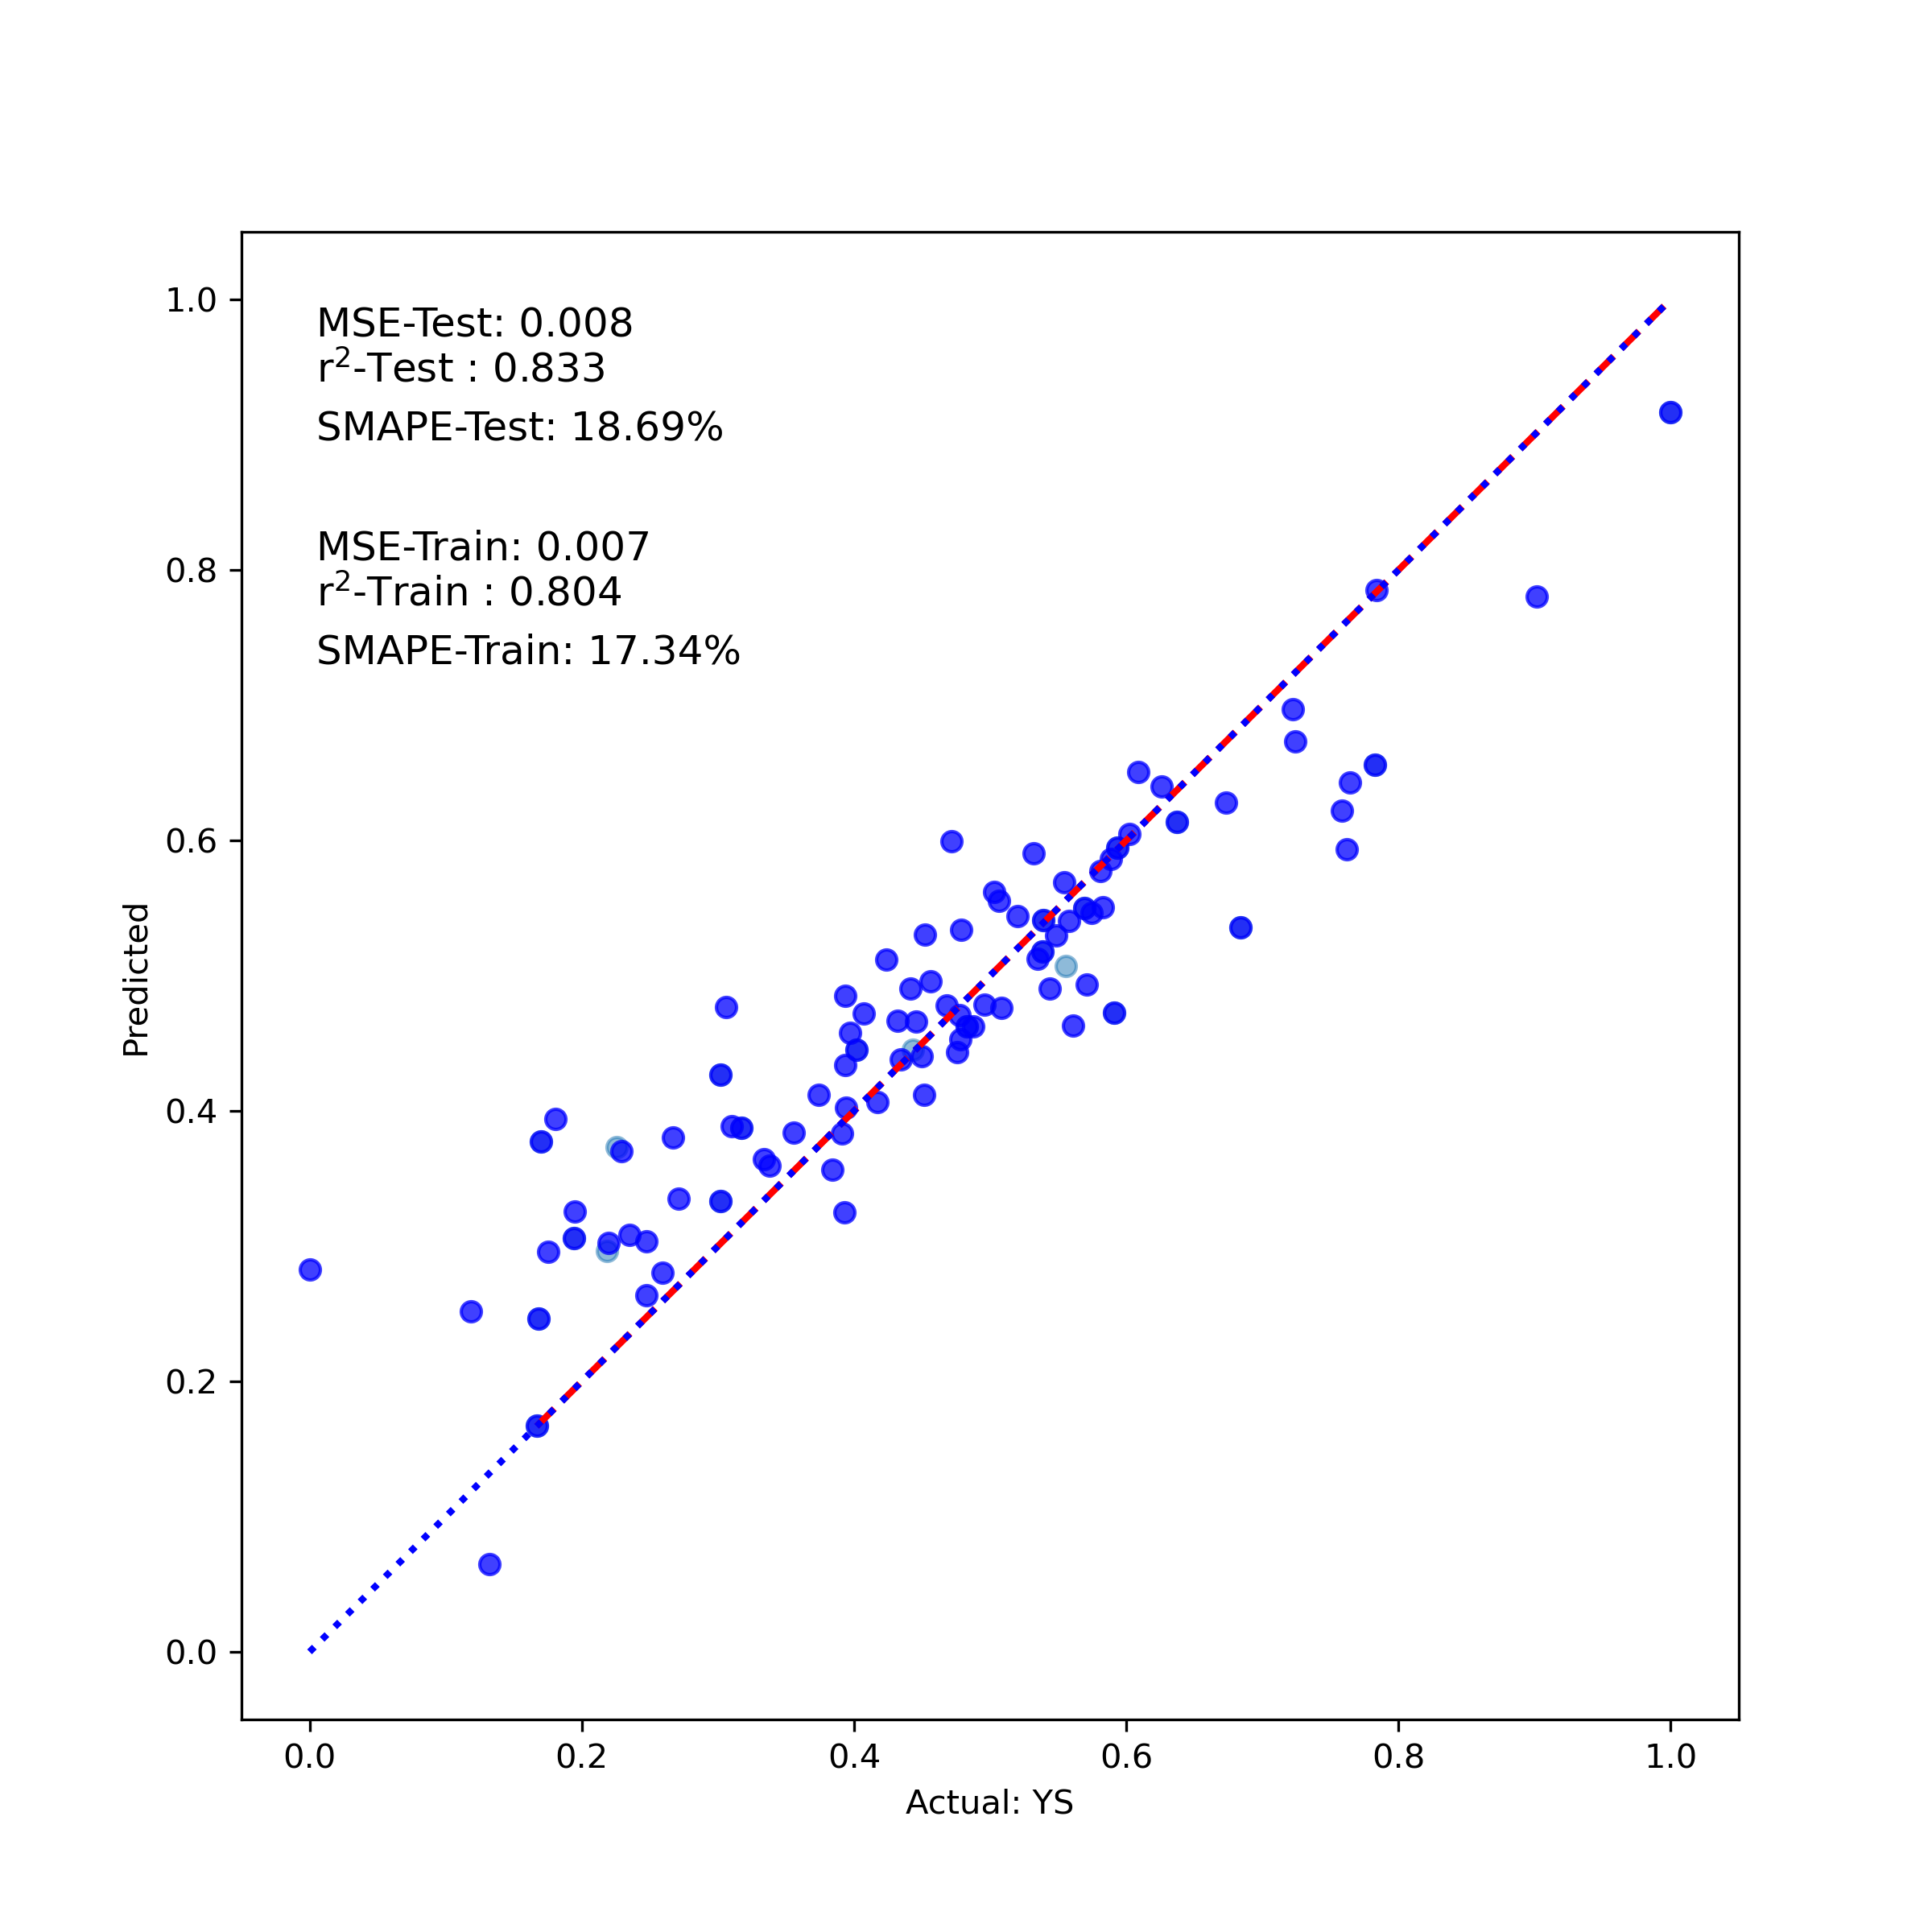 MSE-Test: 0.008
r²-Test : 0.833
SMAPE-Test: 18.69%
MSE-Train: 0.007
r²-Train : 0.804
SMAPE-Train: 17.34%
Predicted
1.0
0.8
0.6
0.4
0.2
0.0
0.0 0.2 0.4 0.6 0.8 1.0
Actual: YS